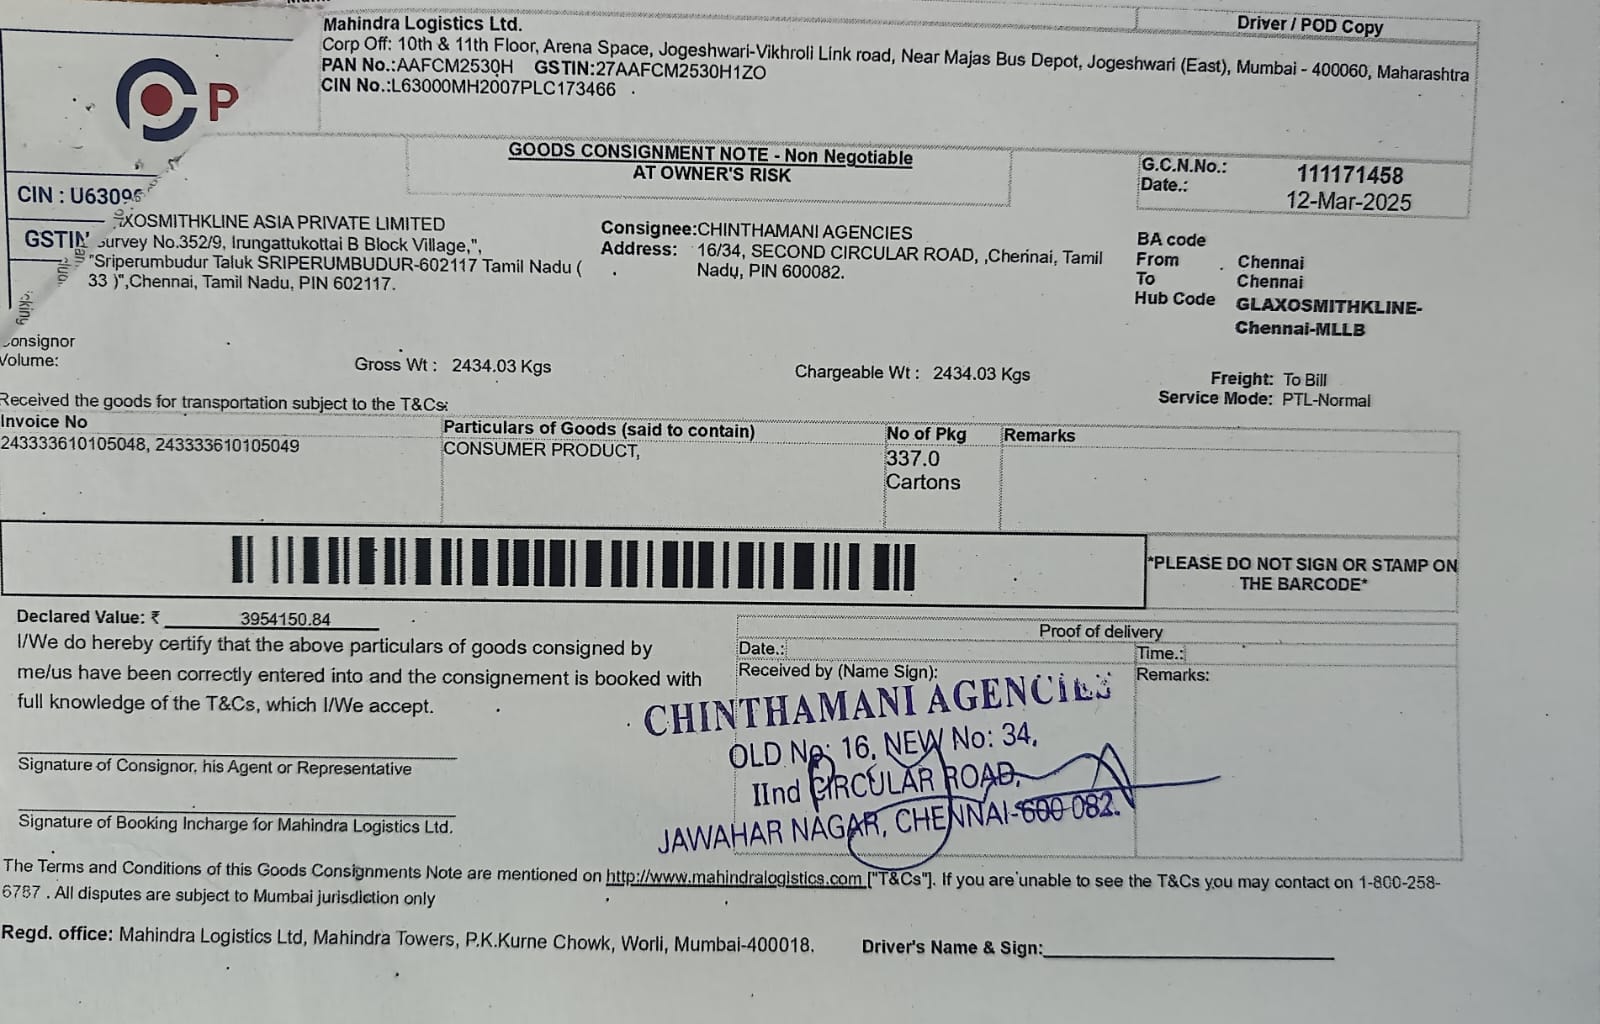 Mahindra Logistics Ltd.
Driver / POD Copy
Corp Off: 10th & 11th Floor, Arena Space, Jogeshwari-Vikhroli Link road, Near Majas Bus Depot, Jogeshwari (East), Mumbai - 400060, Maharashtra
PAN No.:AAFCM2530H GSTIN:27AAFCM2530H1ZO
CIN No.:L63000MH2007PLC173466
P
GOODS CONSIGNMENT NOTE - Non Negotiable
AT OWNER'S RISK
G.C.N.No.: 111171458
Date.: 12-Mar-2025
CIN : U63096
GSTIN
XOSMITHKLINE ASIA PRIVATE LIMITED
urvey No.352/9, Irungattukottai B Block Village,",
"Sriperumbudur Taluk SRIPERUMBUDUR-602117 Tamil Nadu (
33 )",Chennai, Tamil Nadu, PIN 602117.
Consignee:CHINTHAMANI AGENCIES
Address: 16/34, SECOND CIRCULAR ROAD, ,Chennai, Tamil
Nadu, PIN 600082.
BA code
From Chennai
To Chennai
Hub Code GLAXOSMITHKLINE-
Chennai-MLLB
cking
onsignor
Volume:
Gross Wt : 2434.03 Kgs
Chargeable Wt : 2434.03 Kgs
Freight: To Bill
Service Mode: PTL-Normal
Received the goods for transportation subject to the T&Cs:
Invoice No Particulars of Goods (said to contain) No of Pkg Remarks
243333610105048, 243333610105049 CONSUMER PRODUCT, 337.0
Cartons
*PLEASE DO NOT SIGN OR STAMP ON
THE BARCODE*
Declared Value: ₹ 3954150.84
I/We do hereby certify that the above particulars of goods consigned by
me/us have been correctly entered into and the consignement is booked with
full knowledge of the T&Cs, which I/We accept.
Signature of Consignor, his Agent or Representative
Signature of Booking Incharge for Mahindra Logistics Ltd.
Proof of delivery
Date.: Time.:
Received by (Name Sign): Remarks:
CHINTHAMANI AGENCIES
OLD No: 16, NEW No: 34,
IInd CIRCULAR ROAD,
JAWAHAR NAGAR, CHENNAI-600 082.
The Terms and Conditions of this Goods Consignments Note are mentioned on http://www.mahindralogistics.com ["T&Cs"]. If you are unable to see the T&Cs you may contact on 1-800-258-
6787 . All disputes are subject to Mumbai jurisdiction only
Regd. office: Mahindra Logistics Ltd, Mahindra Towers, P.K.Kurne Chowk, Worli, Mumbai-400018.
Driver's Name & Sign: